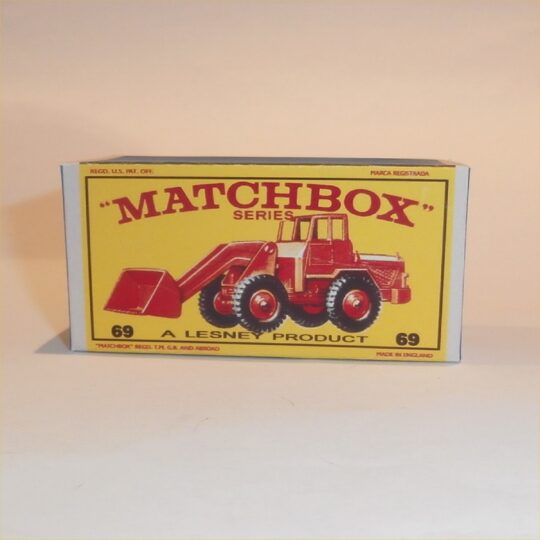 REGD. U.S. PAT. OFF. MARCA REGISTRADA
"MATCHBOX"
SERIES
69 A LESNEY PRODUCT 69
"MATCHBOX" REGD. T.M. G.B. AND ABROAD MADE IN ENGLAND